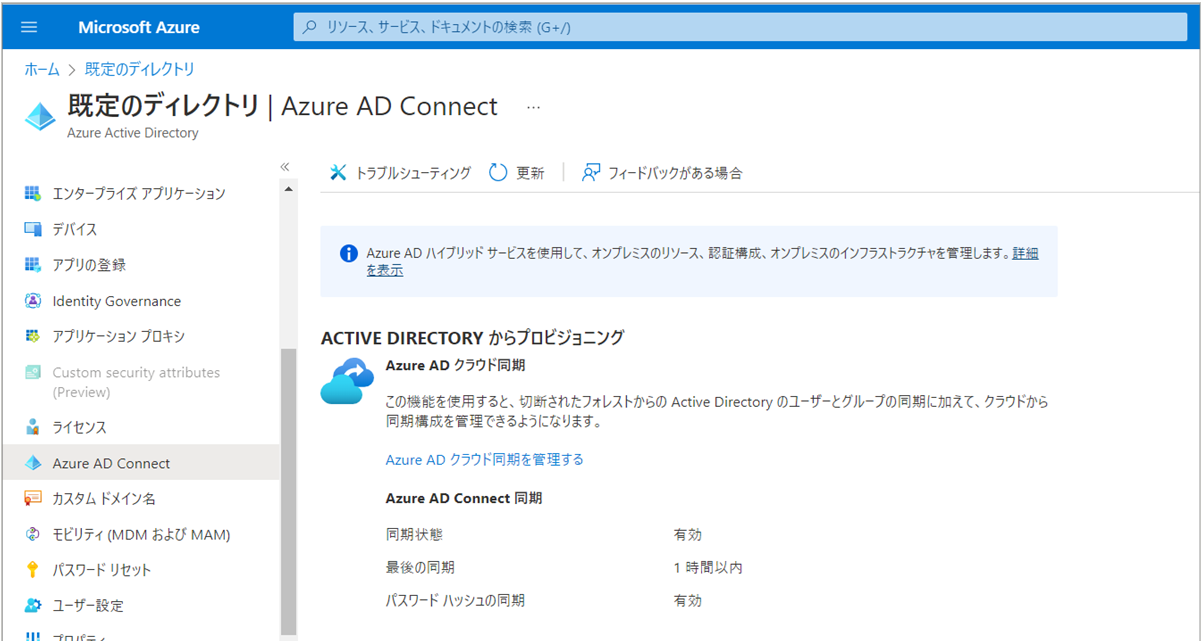 Microsoft Azure
リソース、サービス、ドキュメントの検索 (G+/)
ホーム > 既定のディレクトリ
既定のディレクトリ | Azure AD Connect ...
Azure Active Directory
«
トラブルシューティング 更新 フィードバックがある場合
エンタープライズ アプリケーション
デバイス
アプリの登録
Identity Governance
アプリケーション プロキシ
Custom security attributes
(Preview)
ライセンス
Azure AD Connect
カスタム ドメイン名
モビリティ (MDM および MAM)
パスワード リセット
ユーザー設定
プロパティ
Azure AD ハイブリッド サービスを使用して、オンプレミスのリソース、認証構成、オンプレミスのインフラストラクチャを管理します。詳細
を表示
ACTIVE DIRECTORY からプロビジョニング
Azure AD クラウド同期
この機能を使用すると、切断されたフォレストからの Active Directory のユーザーとグループの同期に加えて、クラウドから
同期構成を管理できるようになります。
Azure AD クラウド同期を管理する
Azure AD Connect 同期
同期状態 有効
最後の同期 1 時間以内
パスワード ハッシュの同期 有効